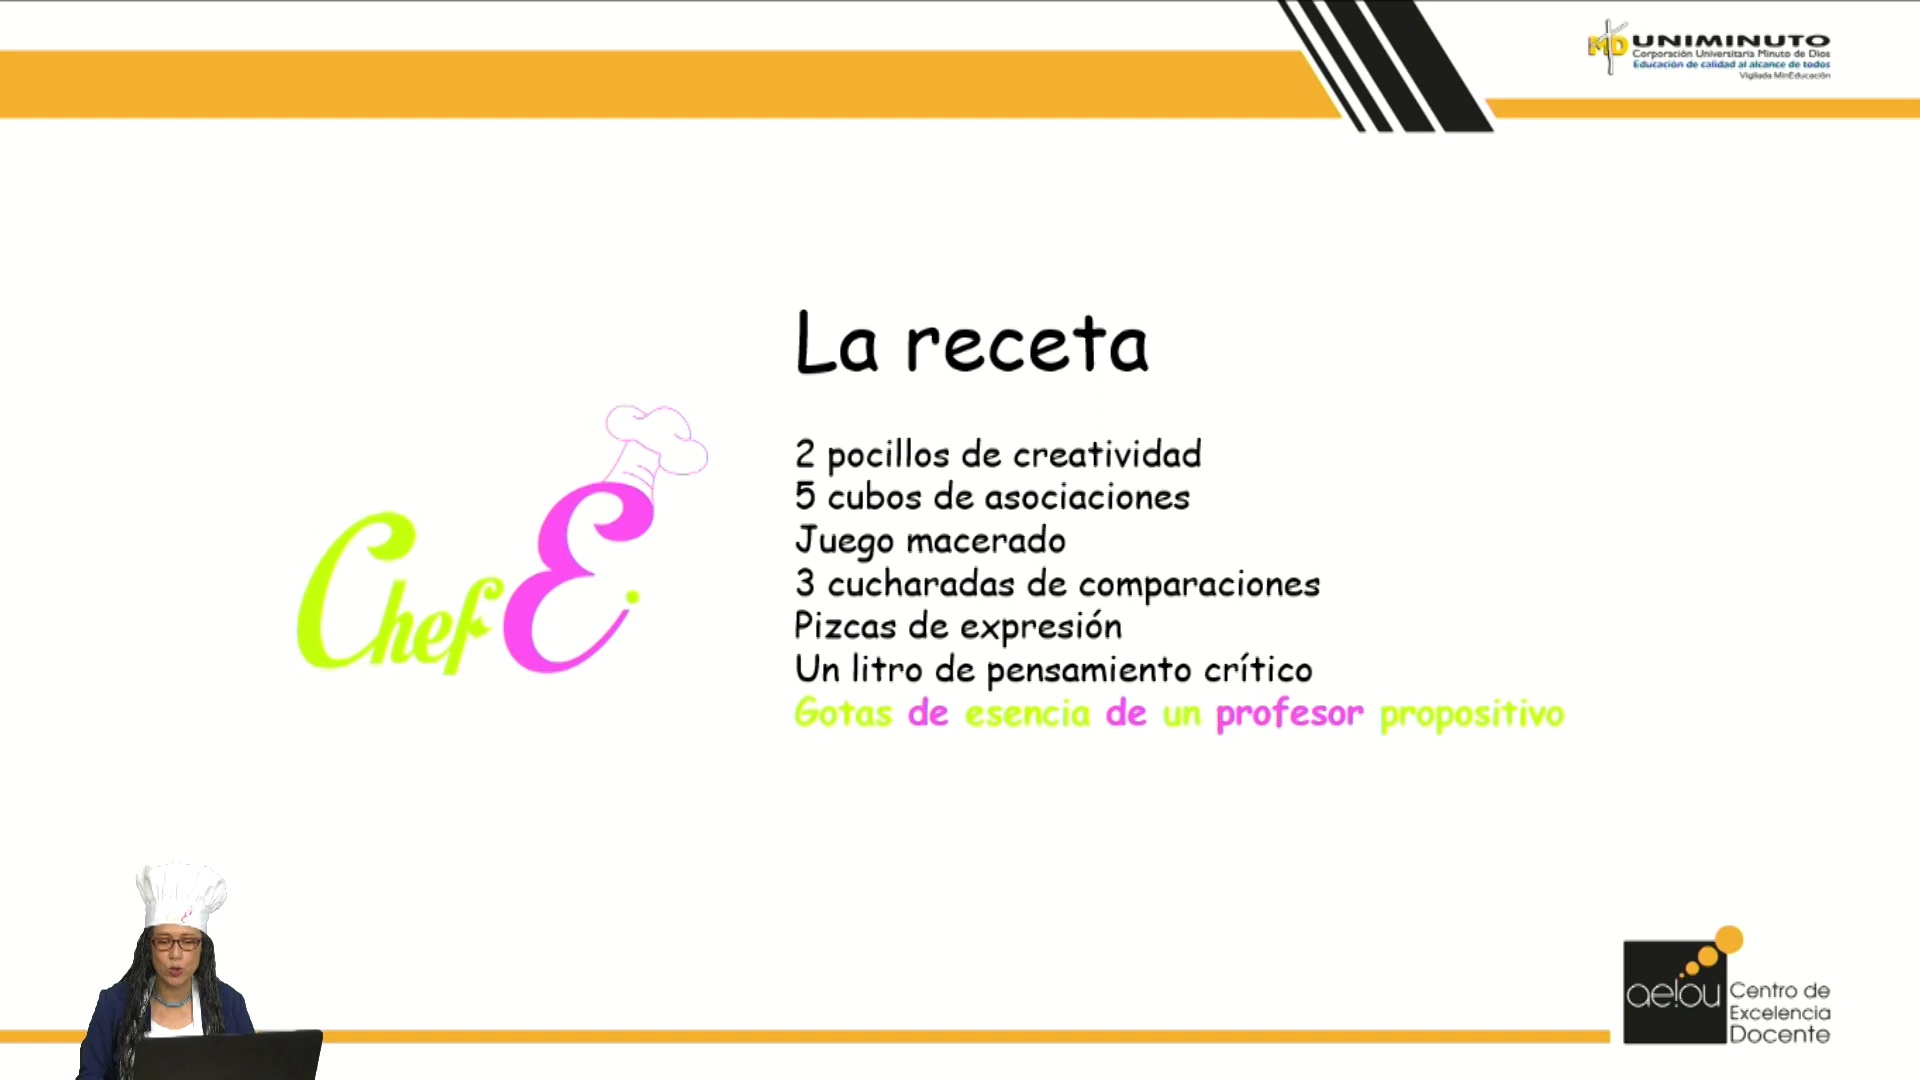 UNIMINUTO
Corporación Universitaria Minuto de Dios
Educación de calidad al alcance de todos
Vigilada MinEducación
La receta
2 pocillos de creatividad
5 cubos de asociaciones
Juego macerado
3 cucharadas de comparaciones
Pizcas de expresión
Un litro de pensamiento crítico
Gotas de esencia de un profesor propositivo
Chef E.
aeiou
Centro de
Excelencia
Docente